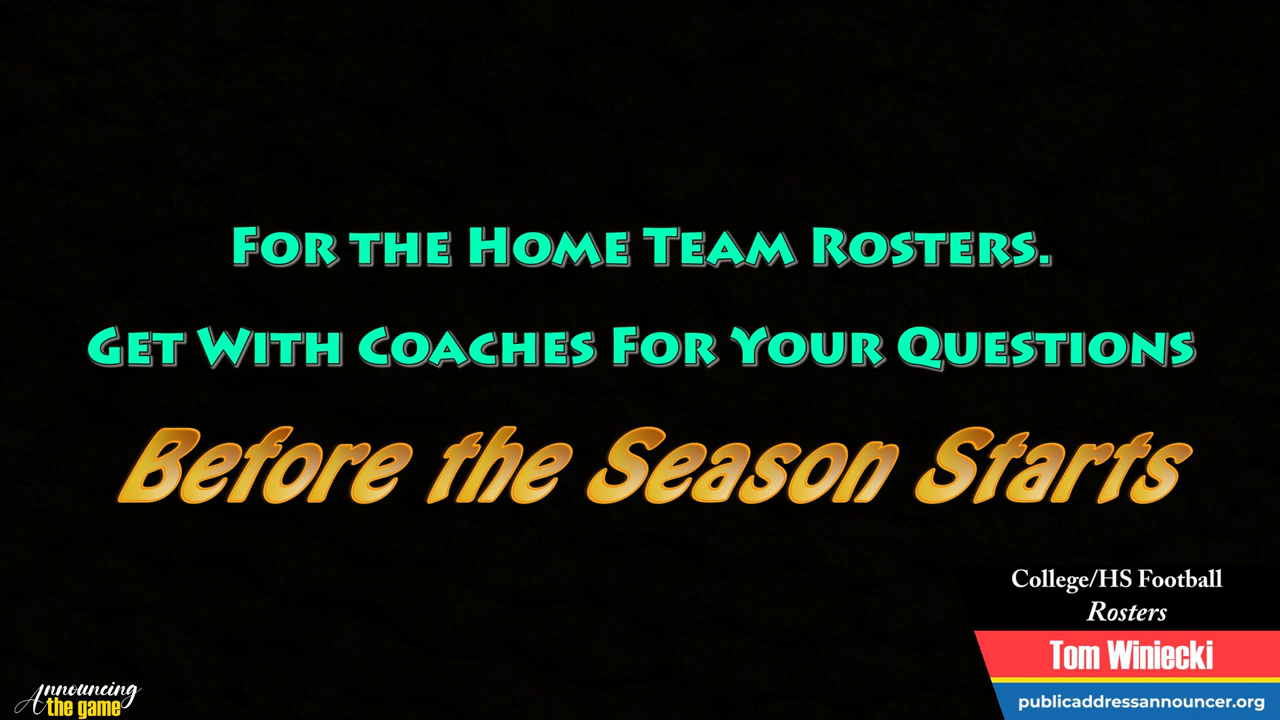 For the Home Team Rosters.
Get With Coaches For Your Questions
Before the Season Starts
College/HS Football
Rosters
Tom Winiecki
publicaddressannouncer.org
Announcing
the game